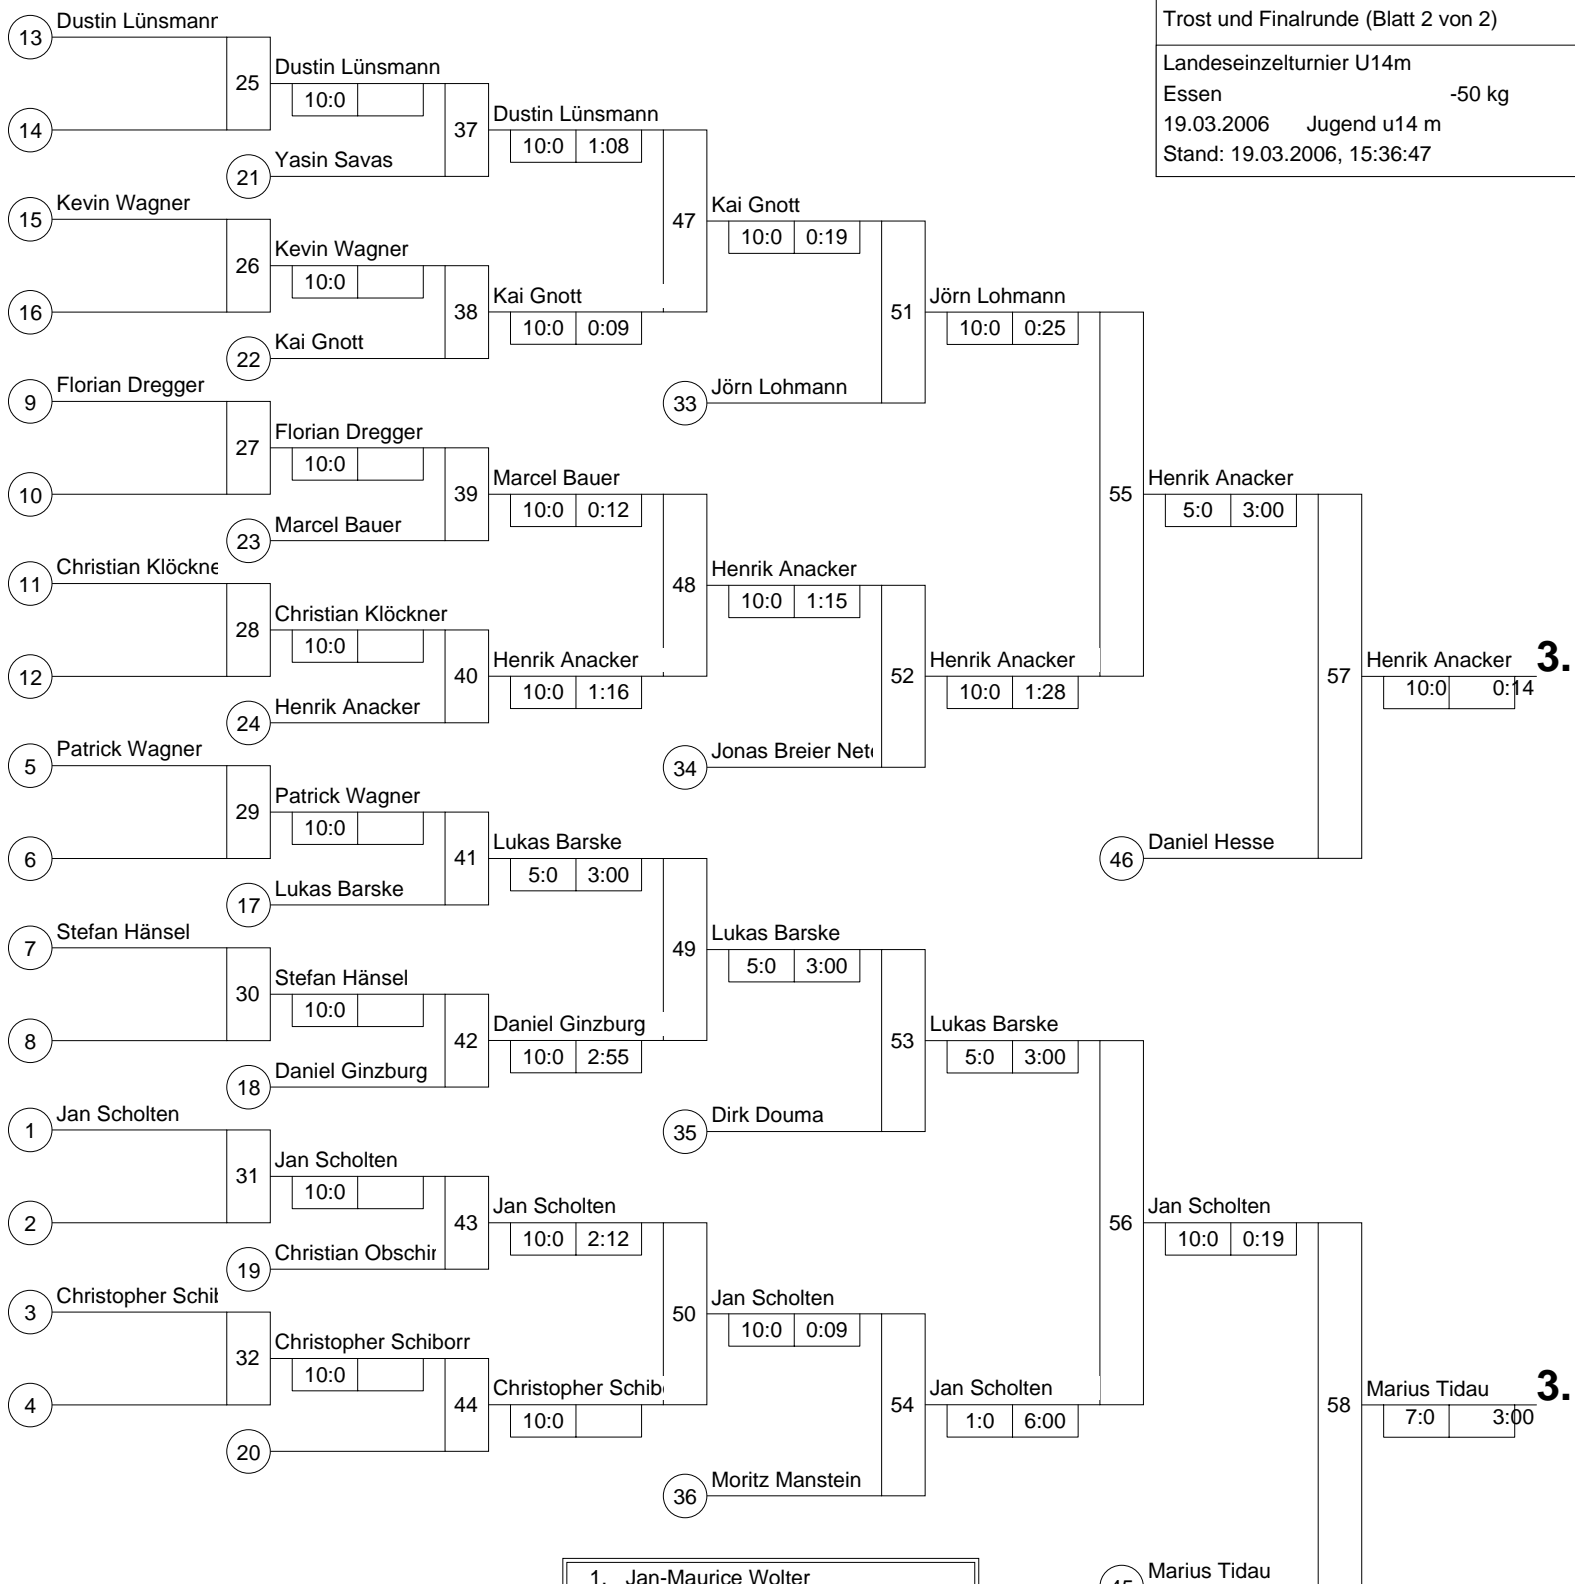 Trost und Finalrunde (Blatt 2 von 2)
Landeseinzelturnier U14m
Essen -50 kg
19.03.2006 Jugend u14 m
Stand: 19.03.2006, 15:36:47
13 Dustin Lünsmann
14
25
Dustin Lünsmann
10:0
21 Yasin Savas
37
Dustin Lünsmann
10:0 1:08
15 Kevin Wagner
16
26
Kevin Wagner
10:0
22 Kai Gnott
38
Kai Gnott
10:0 0:09
47
Kai Gnott
10:0 0:19
33 Jörn Lohmann
51
Jörn Lohmann
10:0 0:25
9 Florian Dregger
10
27
Florian Dregger
10:0
23 Marcel Bauer
39
Marcel Bauer
10:0 0:12
11 Christian Klöckne
12
28
Christian Klöckner
10:0
24 Henrik Anacker
40
Henrik Anacker
10:0 1:16
48
Henrik Anacker
10:0 1:15
34 Jonas Breier
52
Henrik Anacker
10:0 1:28
55
Henrik Anacker
5:0 3:00
46 Daniel Hesse
57
Henrik Anacker 3.
10:0 0:14
5 Patrick Wagner
6
29
Patrick Wagner
10:0
17 Lukas Barske
41
Lukas Barske
5:0 3:00
7 Stefan Hänsel
8
30
Stefan Hänsel
10:0
18 Daniel Ginzburg
42
Daniel Ginzburg
10:0 2:55
49
Lukas Barske
5:0 3:00
35 Dirk Douma
53
Lukas Barske
5:0 3:00
1 Jan Scholten
2
31
Jan Scholten
10:0
19 Christian
43
Jan Scholten
10:0 2:12
3 Christopher
4
32
Christopher Schiborr
10:0
20
44
Christopher
10:0
50
Jan Scholten
10:0 0:09
36 Moritz Manstein
54
Jan Scholten
1:0 6:00
56
Jan Scholten
10:0 0:19
58
Marius Tidau 3.
7:0 3:00
45 Marius Tidau
1. Jan-Maurice Wolter